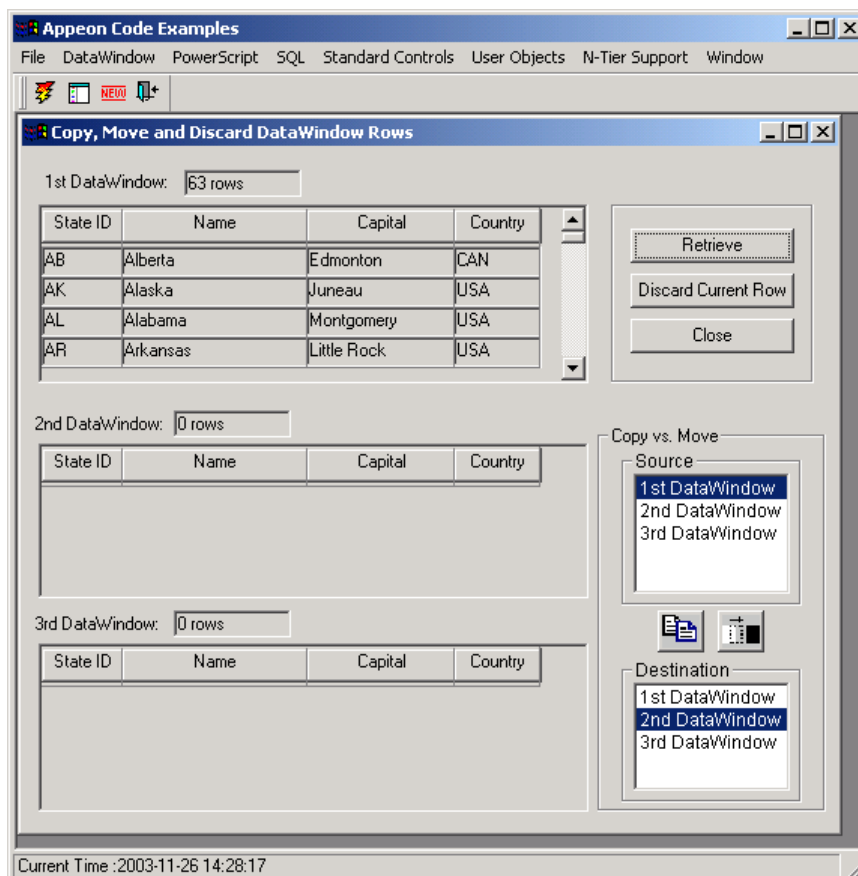 Appeon Code Examples
File DataWindow PowerScript SQL Standard Controls User Objects N-Tier Support Window
NEW
Copy, Move and Discard DataWindow Rows
1st DataWindow: 63 rows
State ID Name Capital Country
AB Alberta Edmonton CAN
AK Alaska Juneau USA
AL Alabama Montgomery USA
AR Arkansas Little Rock USA
Retrieve
Discard Current Row
Close
2nd DataWindow: 0 rows
State ID Name Capital Country
3rd DataWindow: 0 rows
State ID Name Capital Country
Copy vs. Move
Source
1st DataWindow
2nd DataWindow
3rd DataWindow
Destination
1st DataWindow
2nd DataWindow
3rd DataWindow
Current Time :2003-11-26 14:28:17